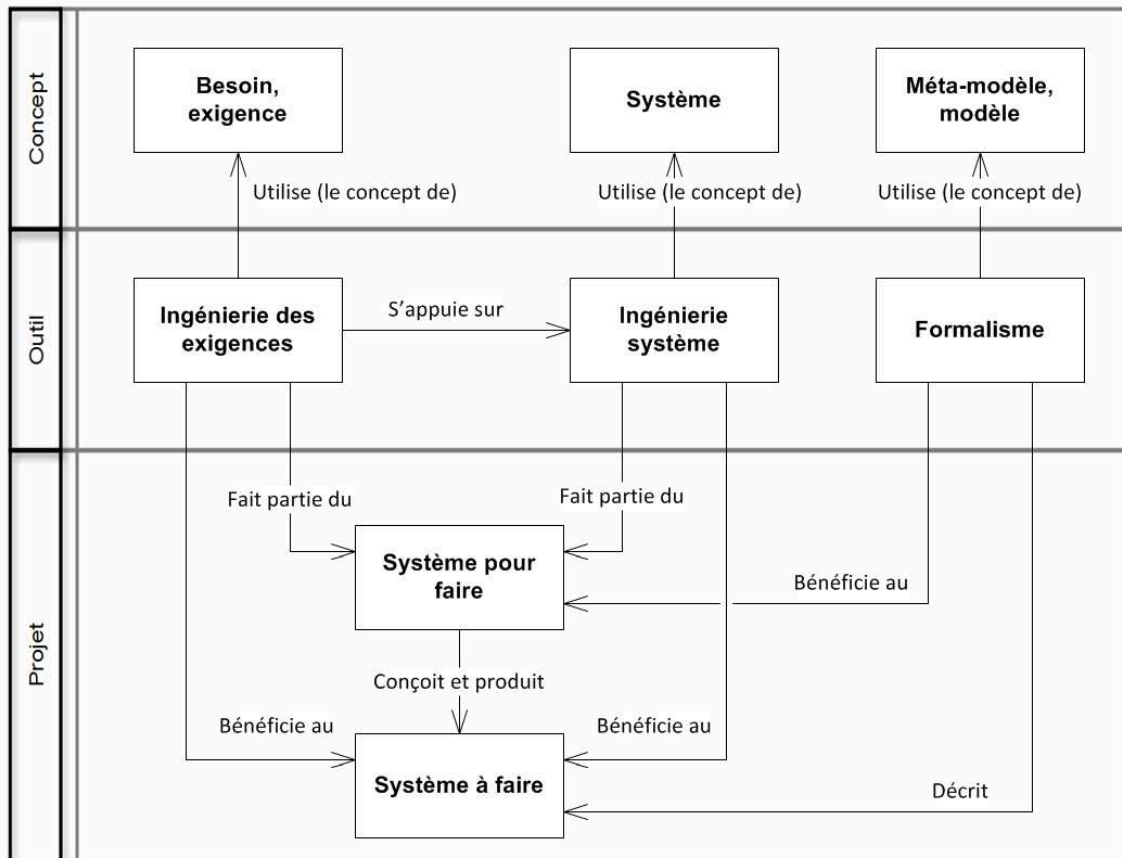 Concept
Besoin,
exigence
Système
Méta-modèle,
modèle
Utilise (le concept de)
Utilise (le concept de)
Utilise (le concept de)
Outil
Ingénierie des
exigences
S’appuie sur
Ingénierie
système
Formalisme
Projet
Fait partie du
Fait partie du
Système pour
faire
Bénéficie au
Conçoit et produit
Bénéficie au
Bénéficie au
Système à faire
Décrit